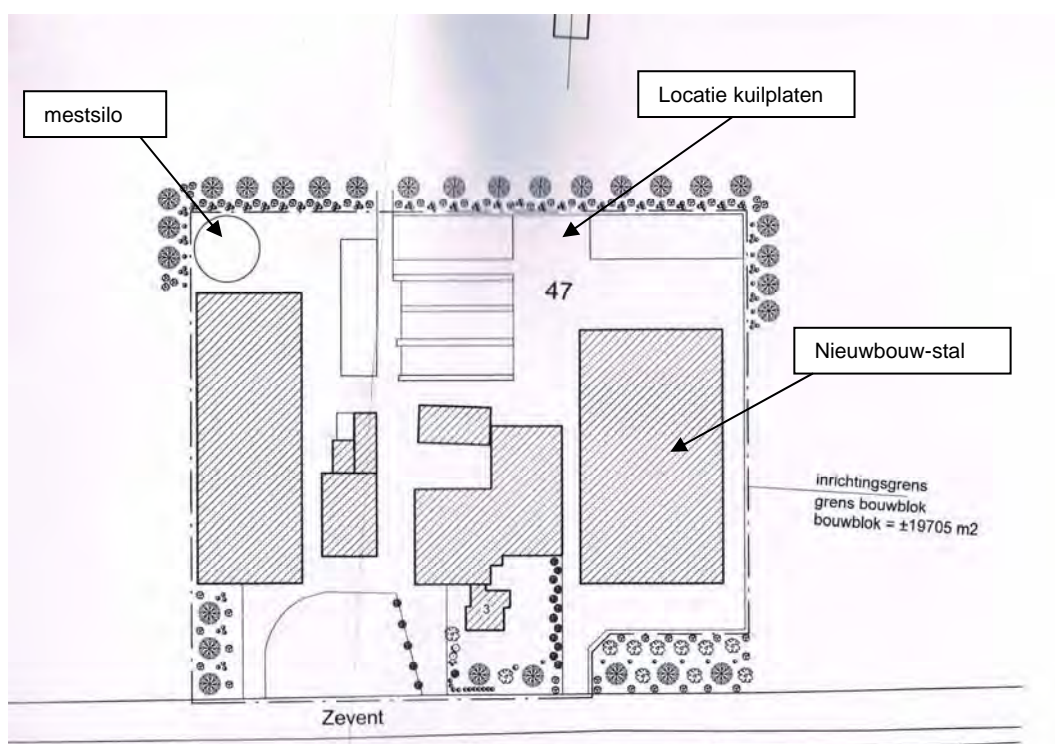 Locatie kuilplaten
mestsilo
47
Nieuwbouw-stal
inrichtingsgrens
grens bouwblok
bouwblok = ±19705 m2
3
Zevent